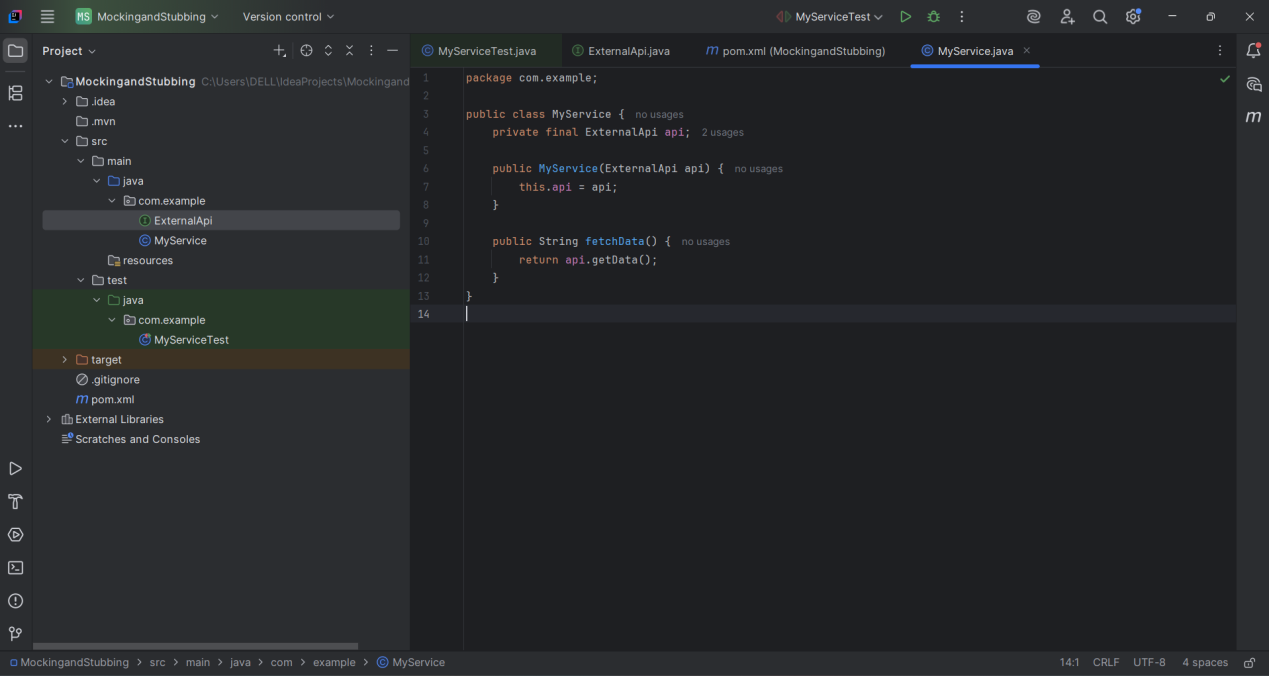 MS MockingandStubbing Version control MyServiceTest
Project
MyServiceTest.java ExternalApi.java pom.xml (MockingandStubbing) MyService.java
MockingandStubbing C:\Users\DELL\IdeaProjects\Mockingand
.idea
.mvn
src
main
java
com.example
ExternalApi
MyService
resources
test
java
com.example
MyServiceTest
target
.gitignore
m pom.xml
External Libraries
Scratches and Consoles
1 package com.example;
2
3 public class MyService { no usages
4 private final ExternalApi api; 2 usages
5
6 public MyService(ExternalApi api) { no usages
7 this.api = api;
8 }
9
10 public String fetchData() { no usages
11 return api.getData();
12 }
13 }
14
MockingandStubbing > src > main > java > com > example > MyService
14:1 CRLF UTF-8 4 spaces